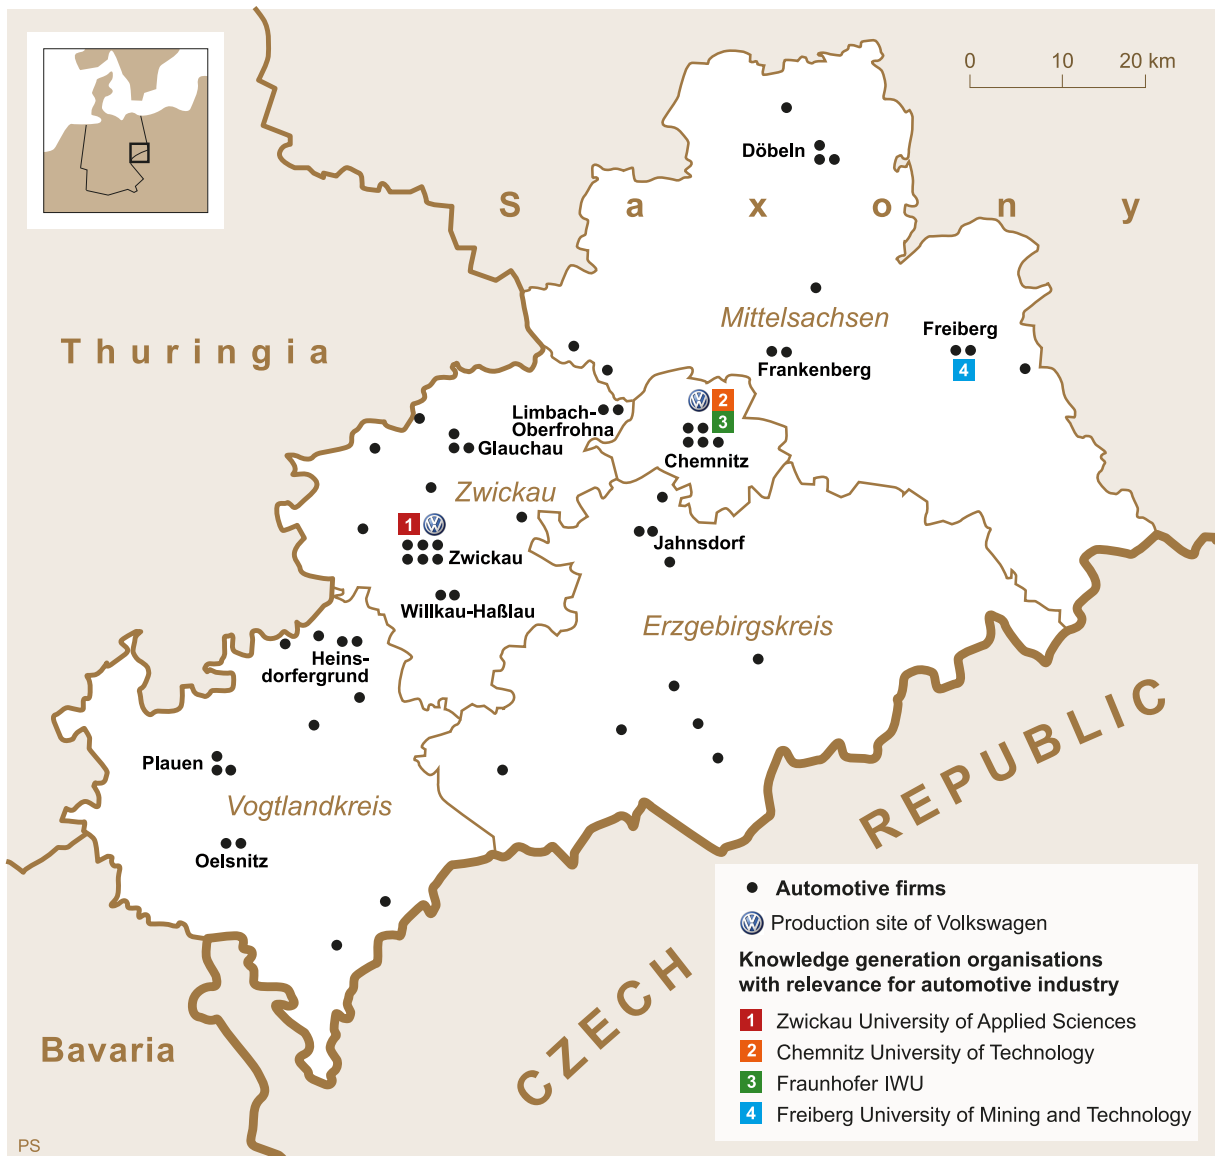 0 10 20 km
Döbeln
Saxony
Mittelsachsen
Thuringia
Freiberg
4
Frankenberg
2
3
Limbach-
Oberfrohna
Glauchau
Chemnitz
Zwickau
1
Jahnsdorf
Zwickau
Willkau-Haßlau
Erzgebirgskreis
Heins-
dorfergrund
Plauen
Vogtlandkreis
Oelsnitz
CZECH REPUBLIC
Bavaria
Automotive firms
Production site of Volkswagen
Knowledge generation organisations
with relevance for automotive industry
1 Zwickau University of Applied Sciences
2 Chemnitz University of Technology
3 Fraunhofer IWU
4 Freiberg University of Mining and Technology
PS